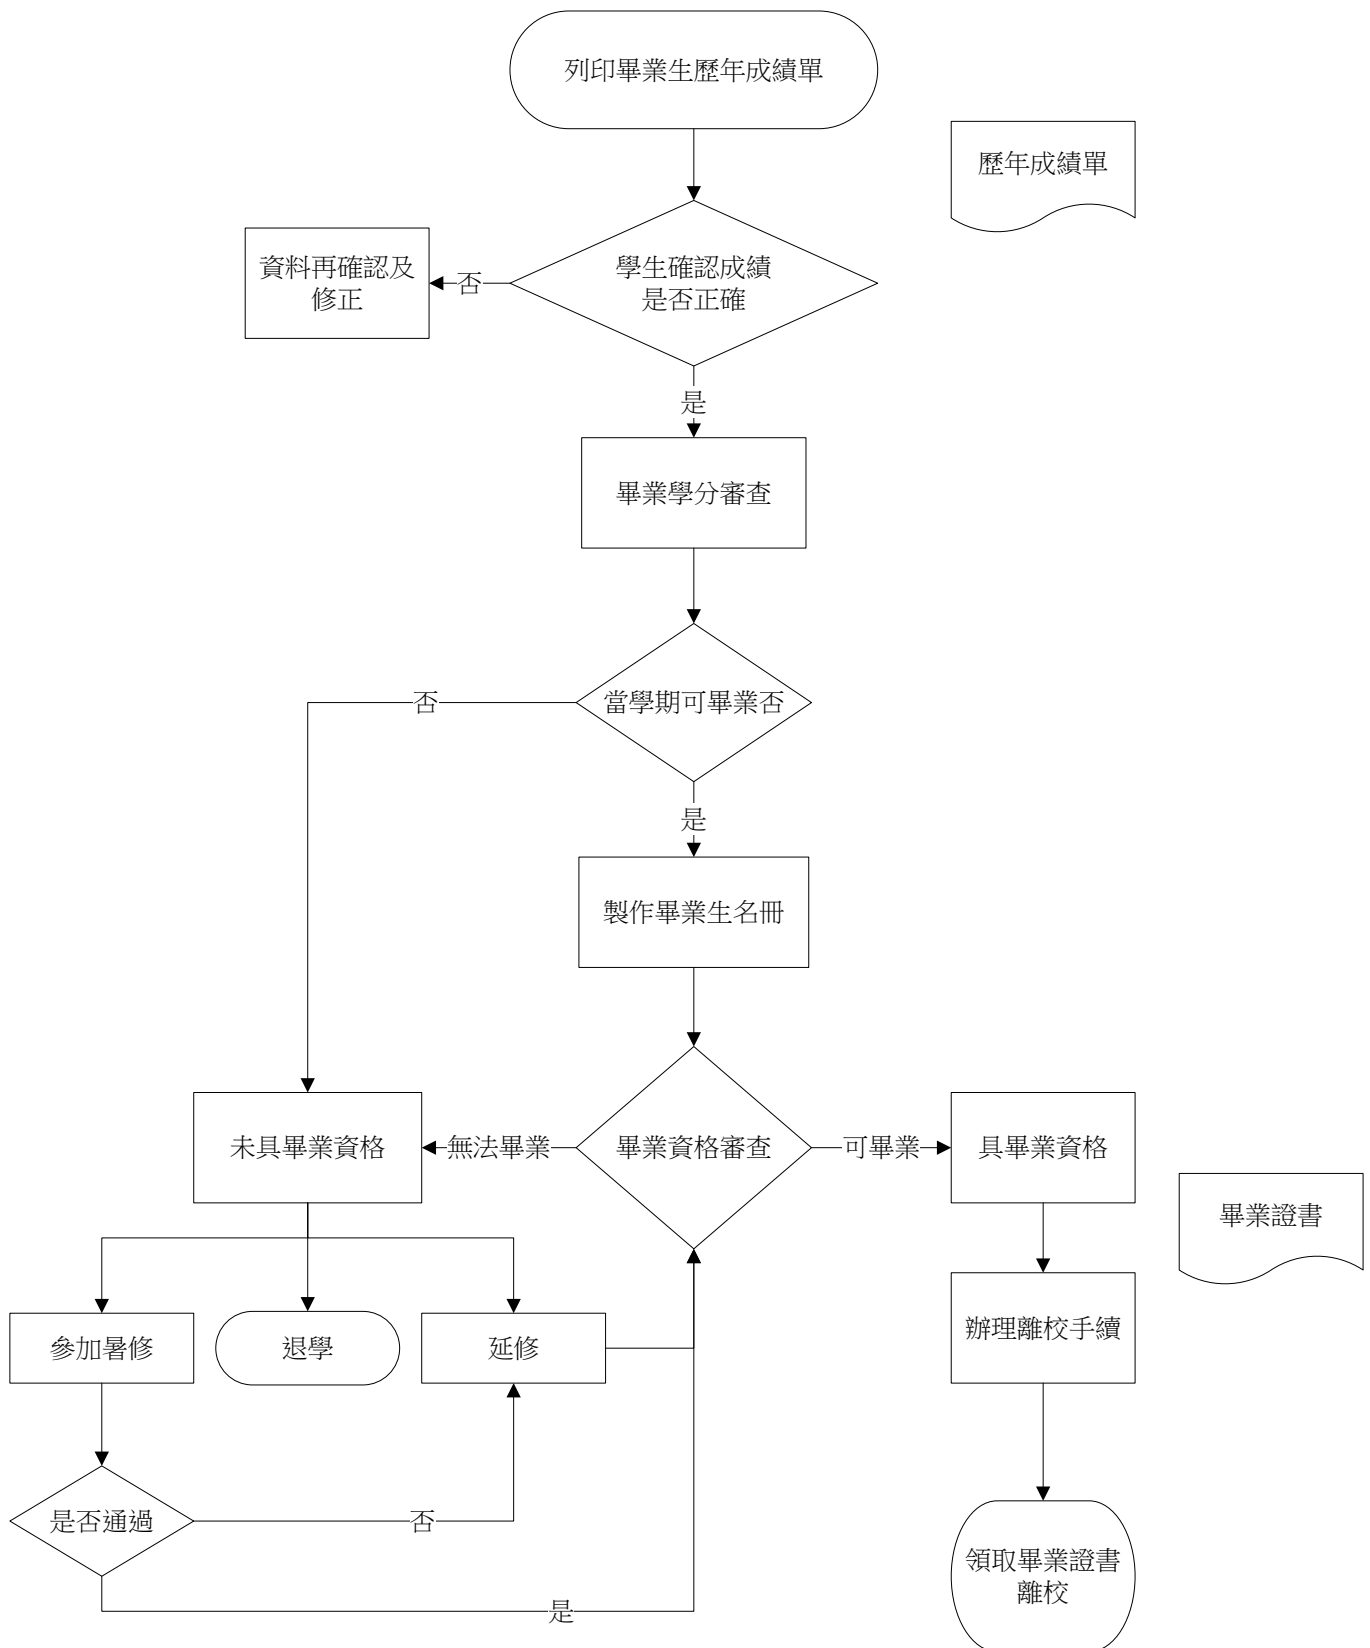 列印畢業生歷年成績單
歷年成績單
學生確認成績
是否正確
否
資料再確認及
修正
是
畢業學分審查
當學期可畢業否
否
是
製作畢業生名冊
畢業資格審查
無法畢業
未具畢業資格
可畢業
具畢業資格
畢業證書
參加暑修
退學
延修
辦理離校手續
是否通過
否
是
領取畢業證書
離校